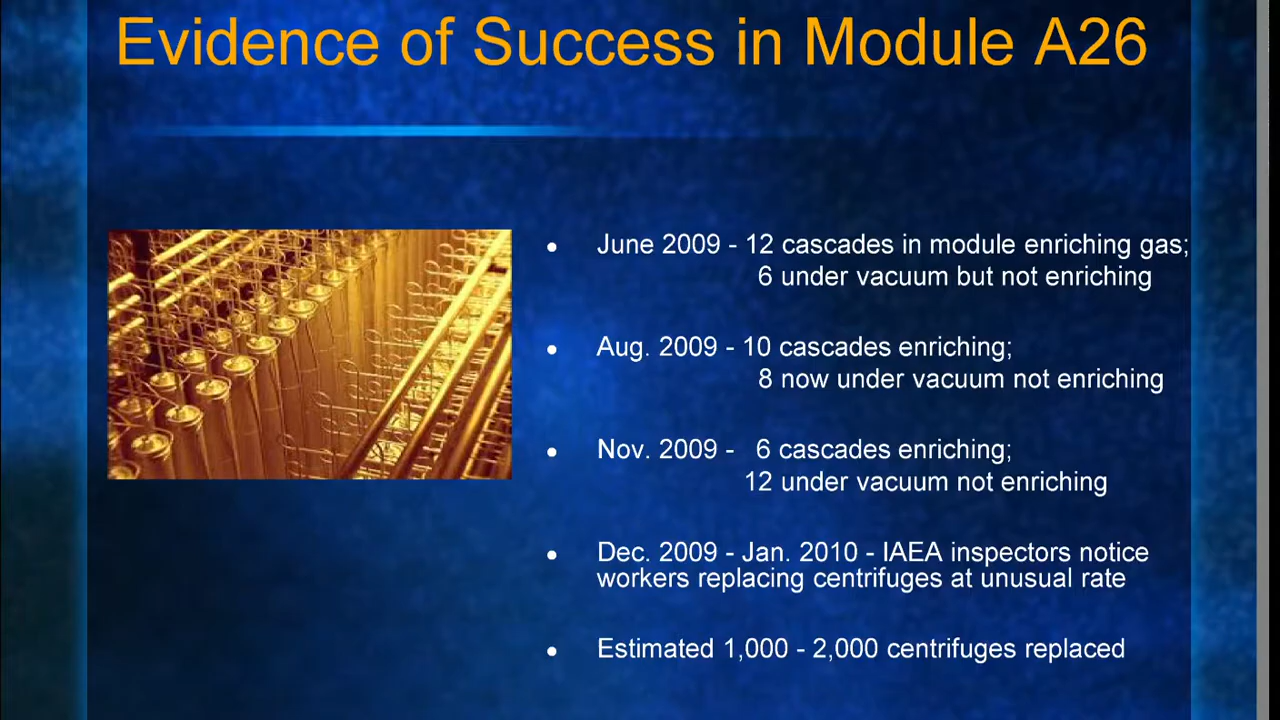 Evidence of Success in Module A26
• June 2009 - 12 cascades in module enriching gas;
6 under vacuum but not enriching
• Aug. 2009 - 10 cascades enriching;
8 now under vacuum not enriching
• Nov. 2009 - 6 cascades enriching;
12 under vacuum not enriching
• Dec. 2009 - Jan. 2010 - IAEA inspectors notice
workers replacing centrifuges at unusual rate
• Estimated 1,000 - 2,000 centrifuges replaced